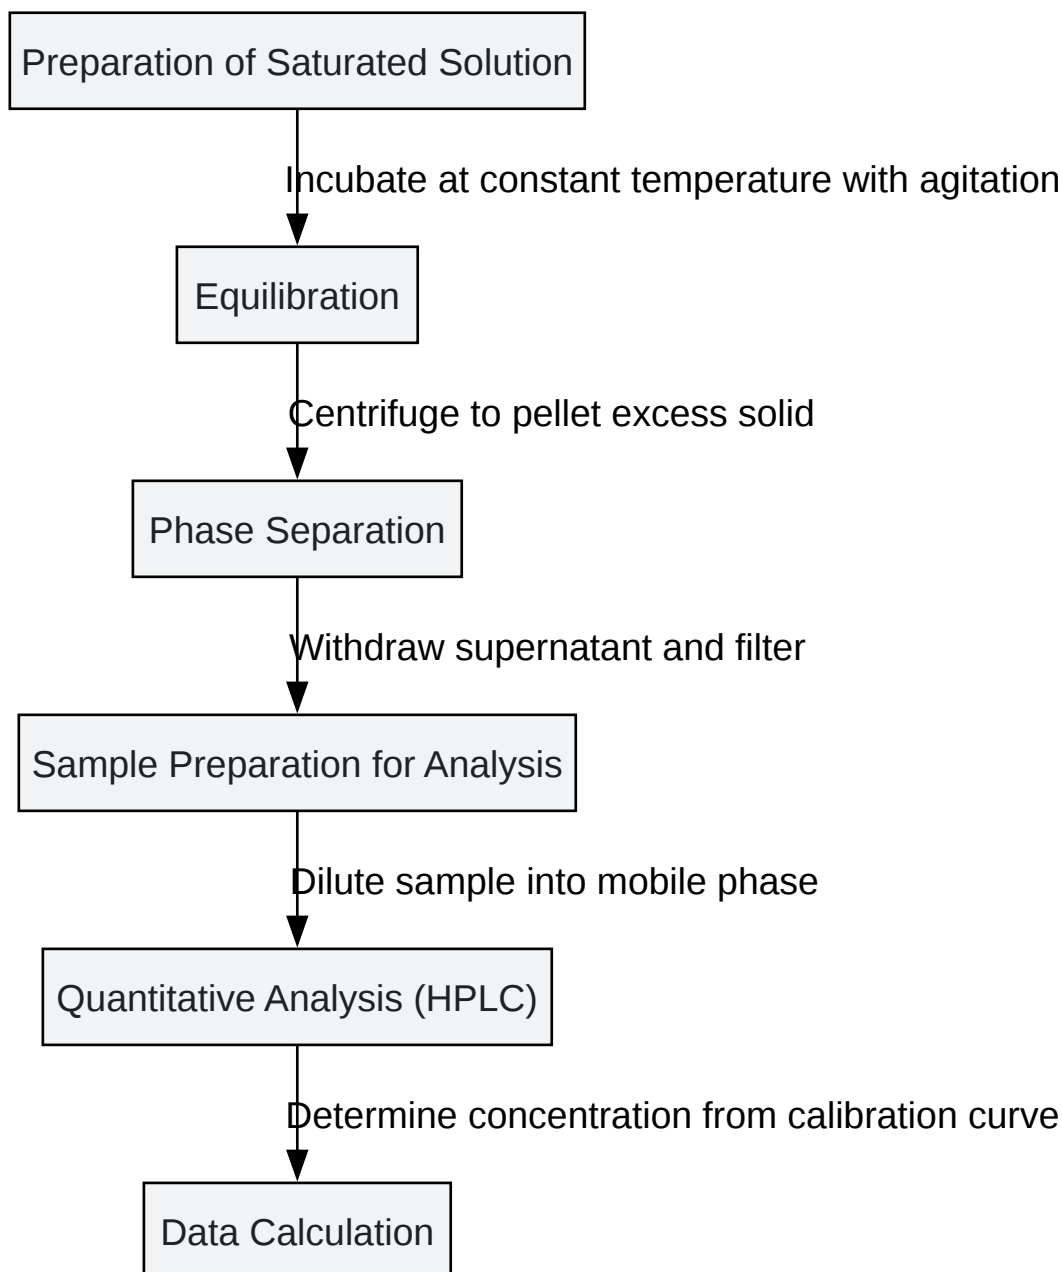 Preparation of Saturated Solution
Incubate at constant temperature with agitation
Equilibration
Centrifuge to pellet excess solid
Phase Separation
Withdraw supernatant and filter
Sample Preparation for Analysis
Dilute sample into mobile phase
Quantitative Analysis (HPLC)
Determine concentration from calibration curve
Data Calculation